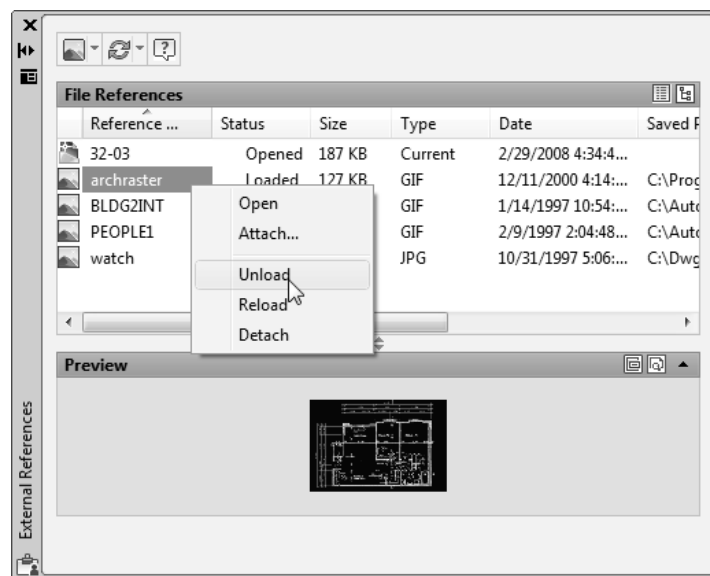 File References
Reference ... Status Size Type Date Saved P
32-03 Opened 187 KB Current 2/29/2008 4:34:4...
archraster Loaded 127 KB GIF 12/11/2000 4:14:... C:\Prog
BLDG2INT GIF 1/14/1997 10:54:... C:\Auto
PEOPLE1 GIF 2/9/1997 2:04:48... C:\Auto
watch JPG 10/31/1997 5:06:... C:\Dwg
Open
Attach...
Unload
Reload
Detach
Preview
External References